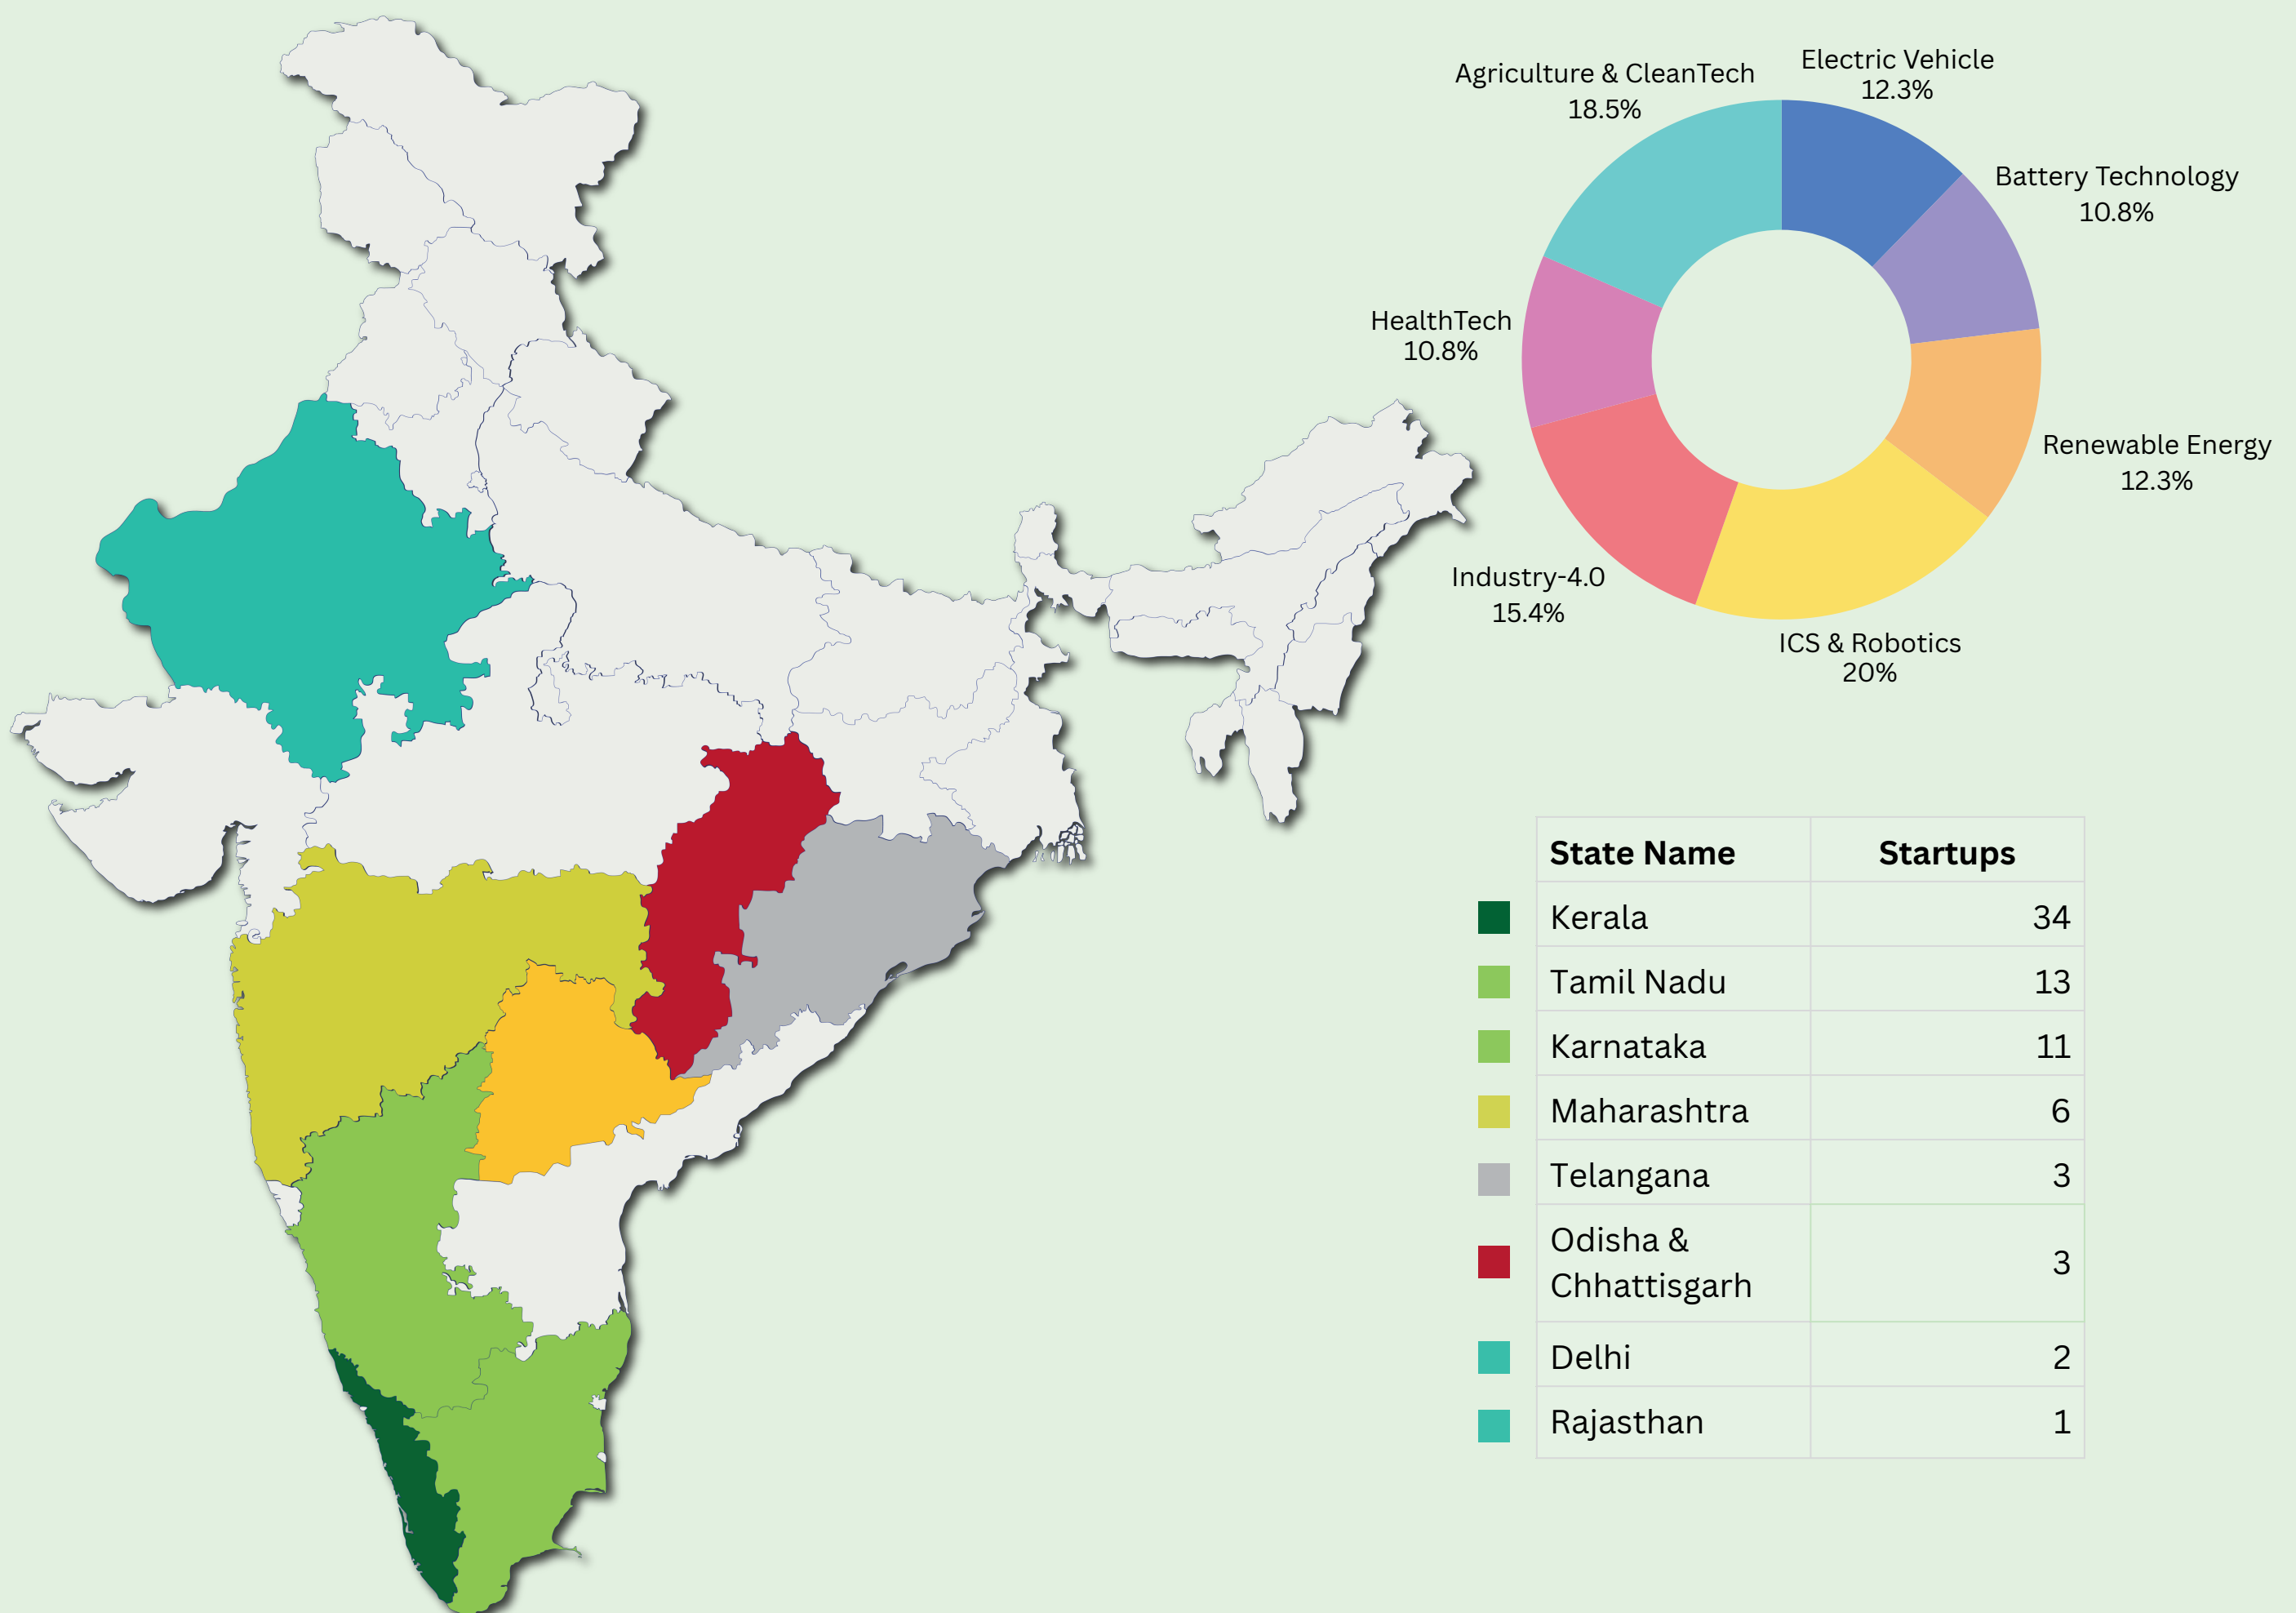 Agriculture & CleanTech
18.5%
Electric Vehicle
12.3%
Battery Technology
10.8%
HealthTech
10.8%
Renewable Energy
12.3%
Industry-4.0
15.4%
ICS & Robotics
20%
State Name Startups
Kerala 34
Tamil Nadu 13
Karnataka 11
Maharashtra 6
Telangana 3
Odisha &
Chhattisgarh 3
Delhi 2
Rajasthan 1